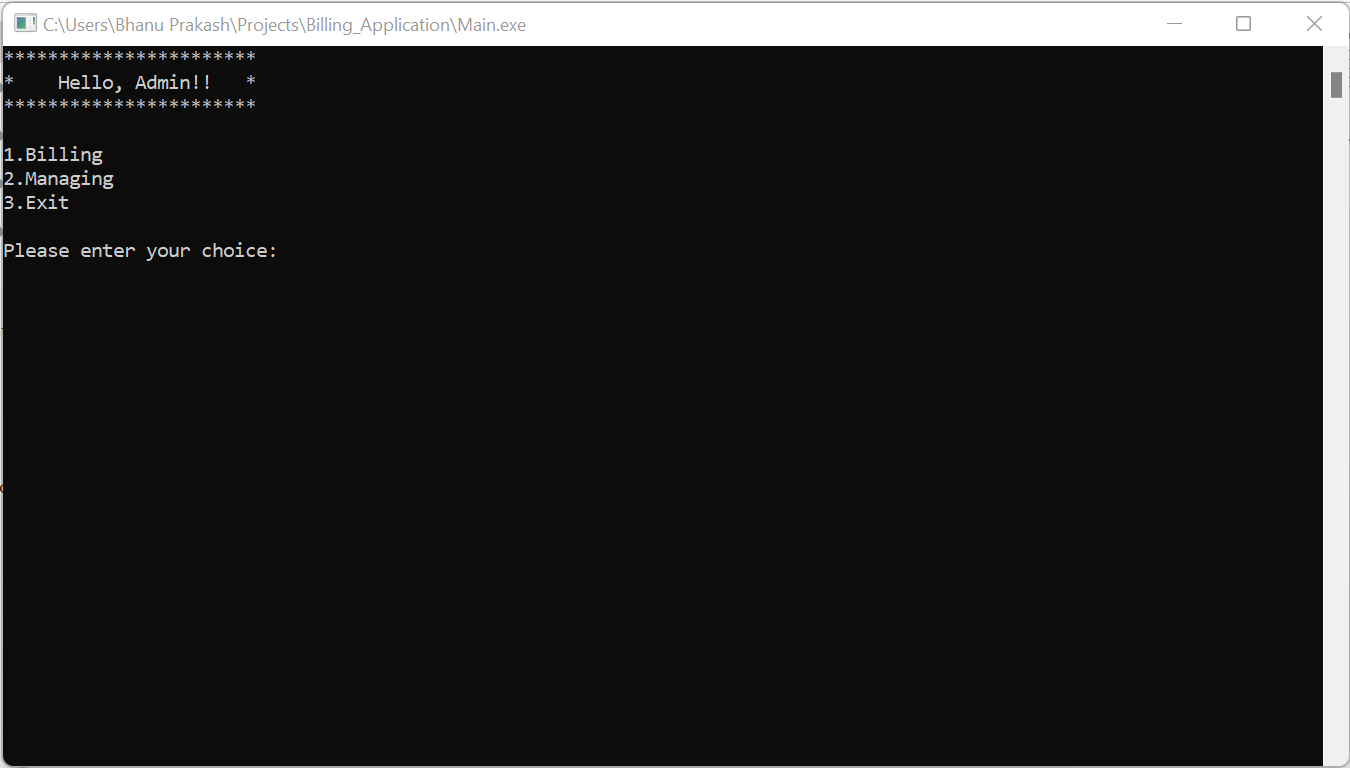 C:\Users\Bhanu Prakash\Projects\Billing_Application\Main.exe
***********************
*    Hello, Admin!!   *
***********************
1.Billing
2.Managing
3.Exit
Please enter your choice: